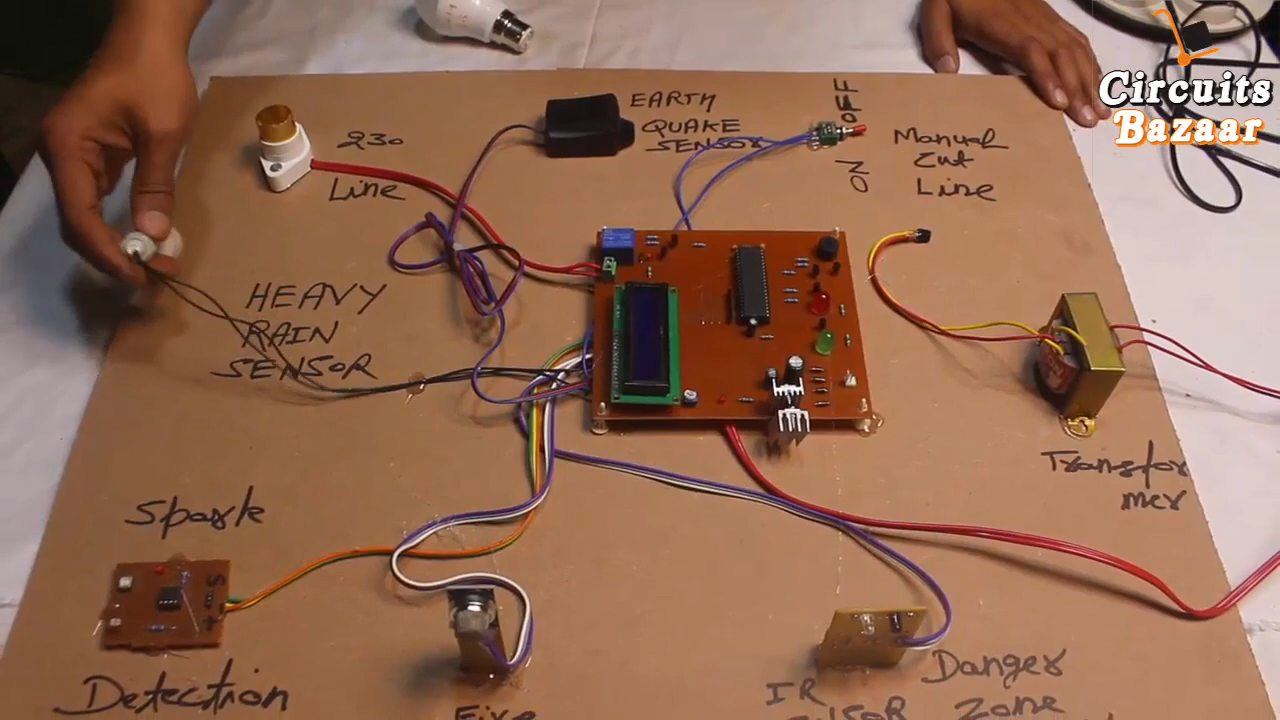 Circuits
Bazaar
EARTH
QUAKE
SENSOR
OFF
ON
Manual
Cut
Line
230
Line
HEAVY
RAIN
SENSOR
Transfor
mer
Spark
Detection
S
+
Fire
IR
SENSOR
Danger
Zone